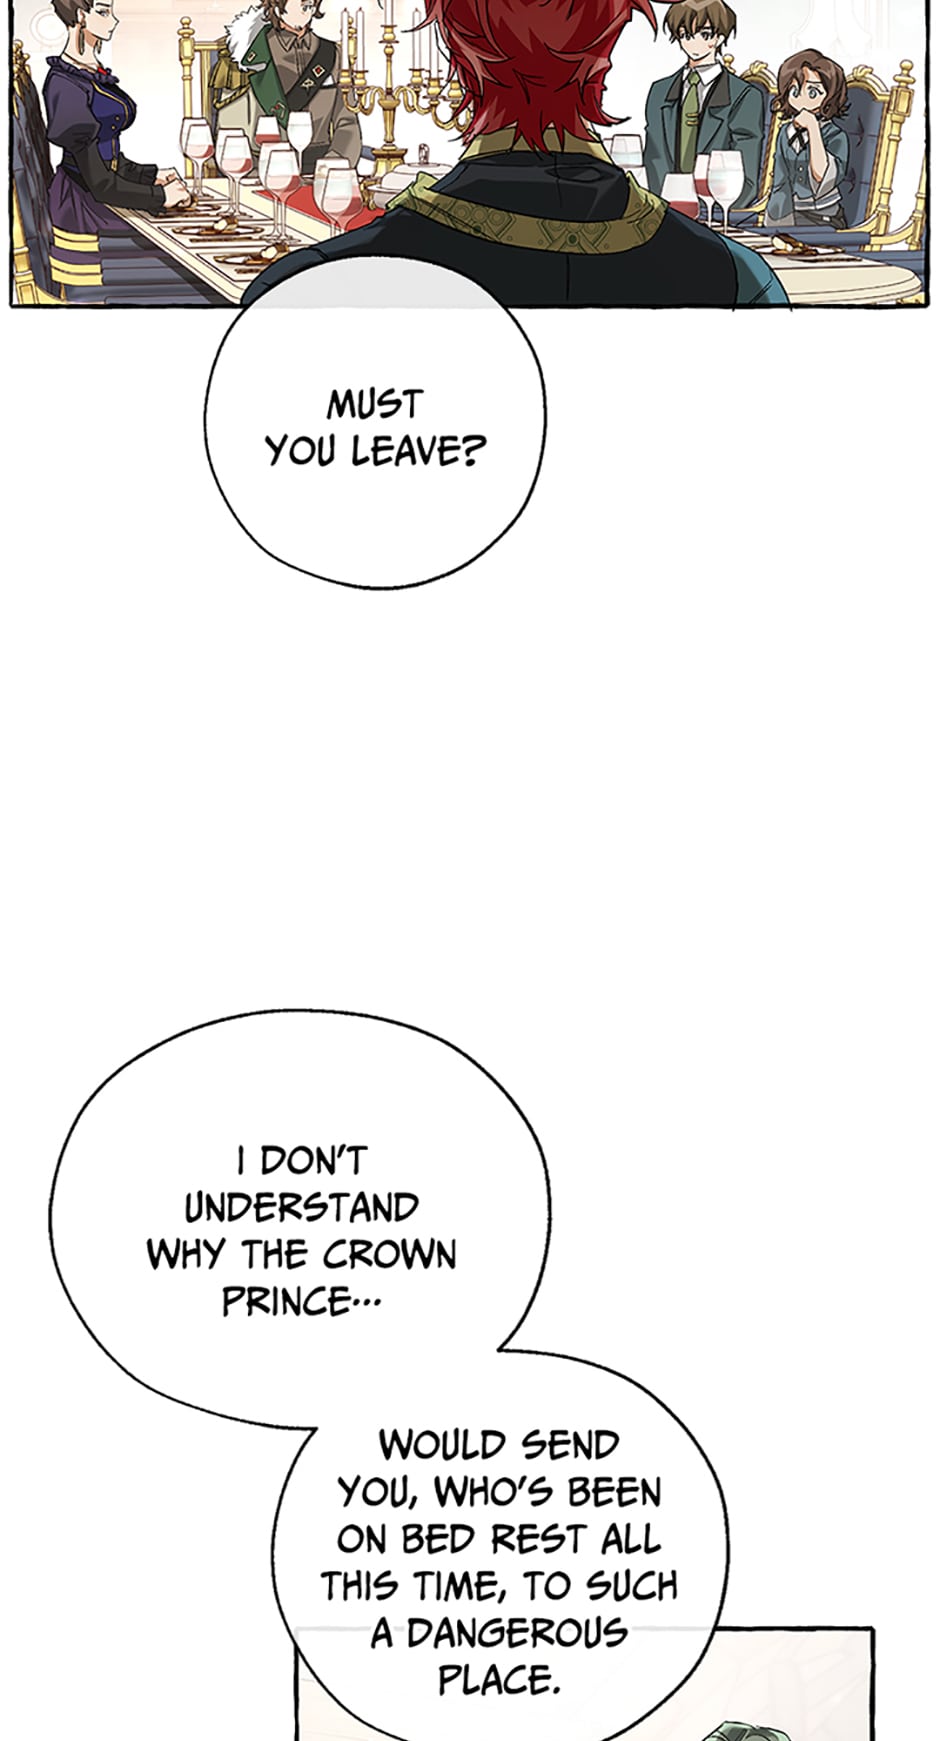 MUST
YOU LEAVE?
I DON'T
UNDERSTAND
WHY THE CROWN
PRINCE...
WOULD SEND
YOU, WHO'S BEEN
ON BED REST ALL
THIS TIME, TO SUCH
A DANGEROUS
PLACE.